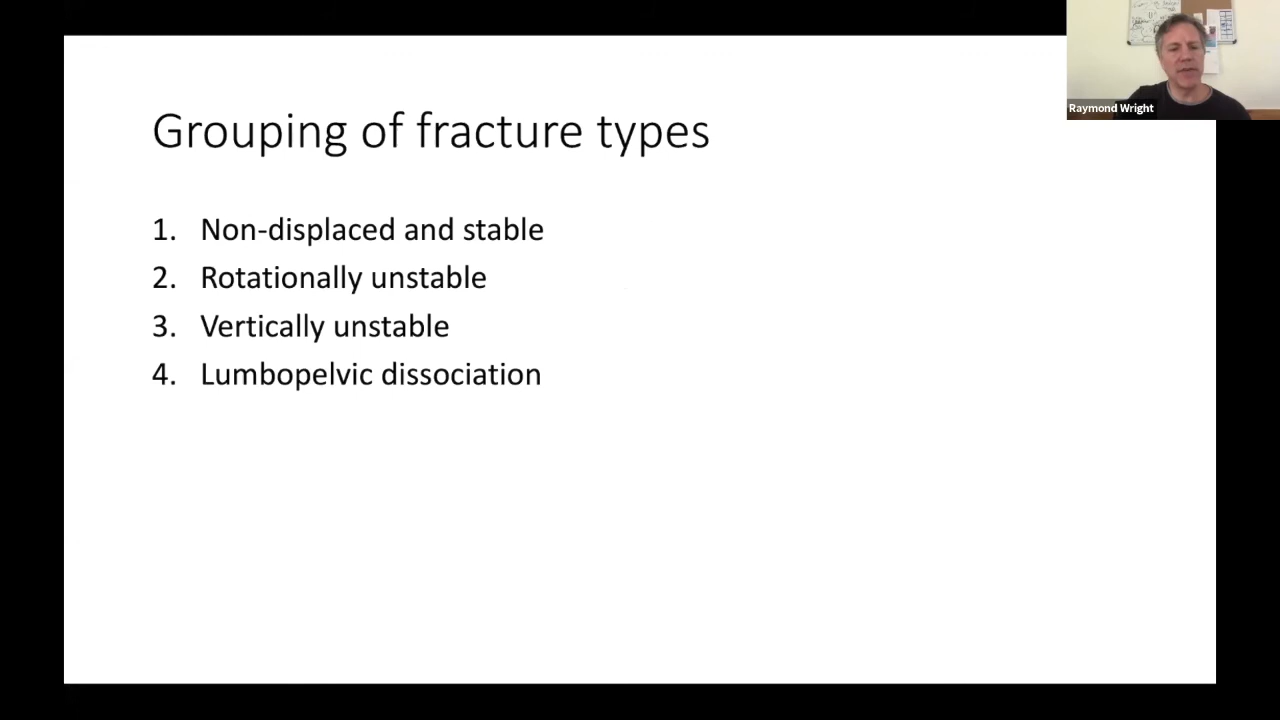 Grouping of fracture types
1. Non-displaced and stable
2. Rotationally unstable
3. Vertically unstable
4. Lumbopelvic dissociation
Raymond Wright